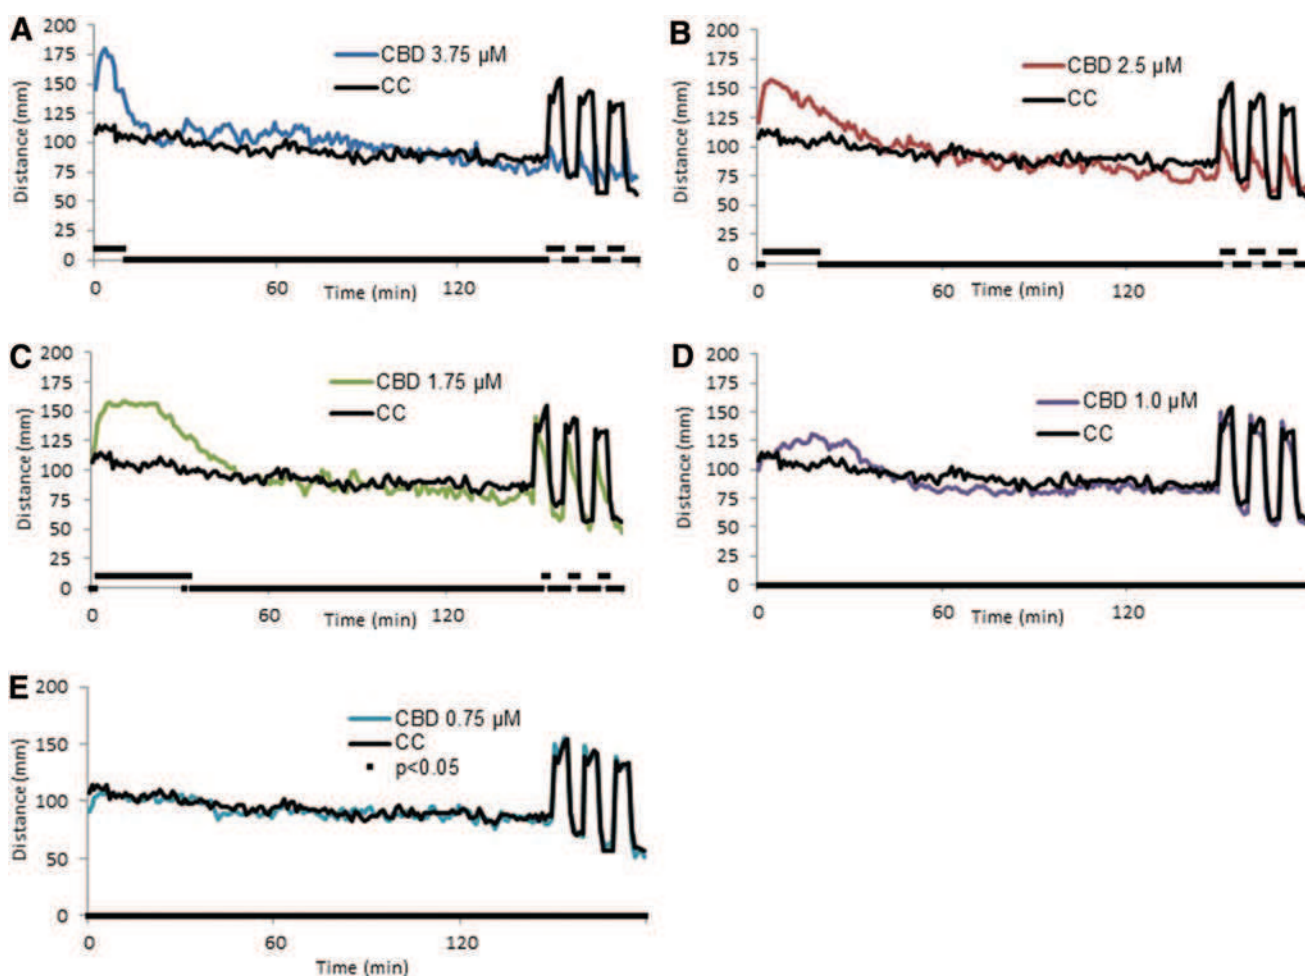 A
200
175
150
125
100
75
50
25
0
Distance (mm)
CBD 3.75 µM
CC
0
60
120
Time (min)
B
200
175
150
125
100
75
50
25
0
Distance (mm)
CBD 2.5 µM
CC
0
60
120
Time (min)
C
200
175
150
125
100
75
50
25
0
Distance (mm)
CBD 1.75 µM
CC
0
60
120
Time (min)
D
200
175
150
125
100
75
50
25
0
Distance (mm)
CBD 1.0 µM
CC
0
60
120
Time (min)
E
200
150
100
50
0
Distance (mm)
CBD 0.75 µM
CC
p<0.05
0
60
120
Time (min)